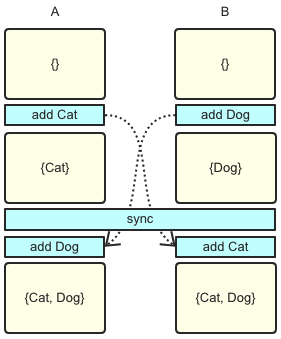 A B
{} {}
add Cat add Dog
{Cat} {Dog}
sync
add Dog add Cat
{Cat, Dog} {Cat, Dog}